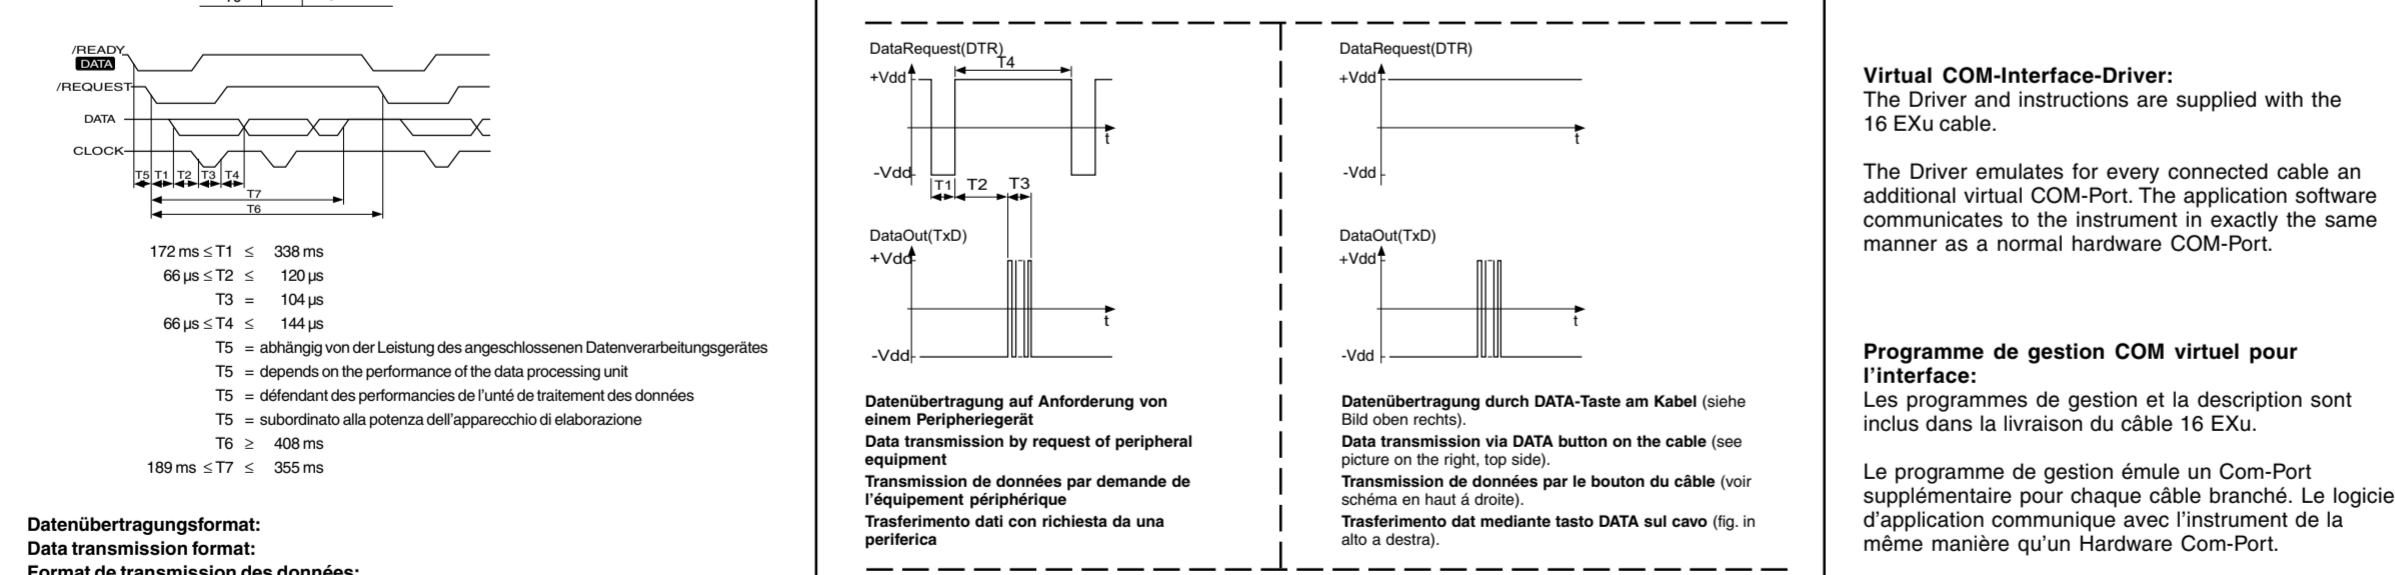 /READY
DATA
/REQUEST
DATA
CLOCK
T5 T1 T2 T3 T4
T7
T6
172 ms ≤ T1 ≤ 338 ms
66 µs ≤ T2 ≤ 120 µs
T3 = 104 µs
66 µs ≤ T4 ≤ 144 µs
T5 = abhängig von der Leistung des angeschlossenen Datenverarbeitungsgerätes
T5 = depends on the performance of the data processing unit
T5 = défendant des performancies de l'unté de traitement des données
T5 = subordinato alla potenza dell'apparecchio di elaborazione
T6 ≥ 408 ms
189 ms ≤ T7 ≤ 355 ms
Datenübertragungsformat:
Data transmission format:
Format de transmission des données:
DataRequest(DTR)
T4
+Vdd
t
-Vdd
T1 T2 T3
DataOut(TxD)
+Vdd
t
-Vdd
Datenübertragung auf Anforderung von
einem Peripheriegerät
Data transmission by request of peripheral
equipment
Transmission de données par demande de
l'équipement périphérique
Trasferimento dati con richiesta da una
periferica
DataRequest(DTR)
+Vdd
t
-Vdd
DataOut(TxD)
+Vdd
t
-Vdd
Datenübertragung durch DATA-Taste am Kabel (siehe
Bild oben rechts).
Data transmission via DATA button on the cable (see
picture on the right, top side).
Transmission de données par le bouton du câble (voir
schéma en haut á droite).
Trasferimento dat mediante tasto DATA sul cavo (fig. in
alto a destra).
Virtual COM-Interface-Driver:
The Driver and instructions are supplied with the
16 EXu cable.
The Driver emulates for every connected cable an
additional virtual COM-Port. The application software
communicates to the instrument in exactly the same
manner as a normal hardware COM-Port.
Programme de gestion COM virtuel pour
l'interface:
Les programmes de gestion et la description sont
inclus dans la livraison du câble 16 EXu.
Le programme de gestion émule un Com-Port
supplémentaire pour chaque câble branché. Le logicie
d'application communique avec l'instrument de la
même manière qu'un Hardware Com-Port.